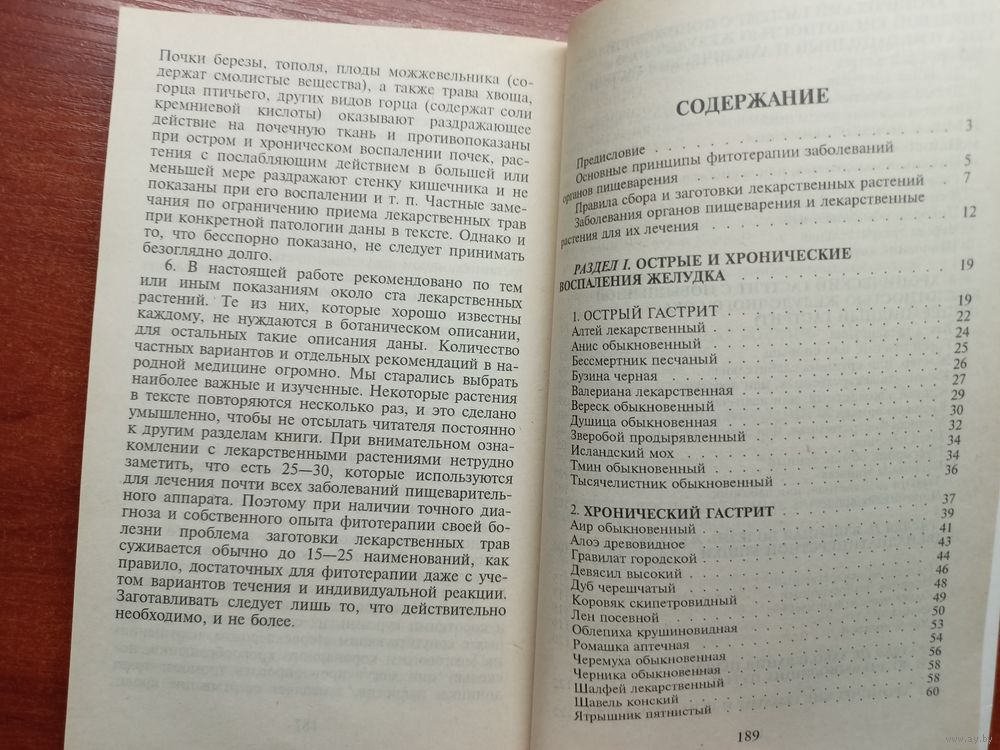 Почки березы, тополя, плоды можжевельника (со-
держат смолистые вещества), а также трава хвоща,
горца птичьего, других видов горца (содержат соли
кремниевой кислоты) оказывают раздражающее
действие на почечную ткань и противопоказаны
при остром и хроническом воспалении почек, рас-
тения с послабляющим действием в большей или
меньшей мере раздражают стенку кишечника и не
показаны при его воспалении и т. п. Частные заме-
чания по ограничению приема лекарственных трав
при конкретной патологии даны в тексте. Однако и
то, что бесспорно показано, не следует принимать
безоглядно долго.
6. В настоящей работе рекомендовано по тем
или иным показаниям около ста лекарственных
растений. Те из них, которые хорошо известны
каждому, не нуждаются в ботаническом описании,
для остальных такие описания даны. Количество
частных вариантов и отдельных рекомендаций в на-
родной медицине огромно. Мы старались выбрать
наиболее важные и изученные. Некоторые растения
в тексте повторяются несколько раз, и это сделано
умышленно, чтобы не отсылать читателя постоянно
к другим разделам книги. При внимательном озна-
комлении с лекарственными растениями нетрудно
заметить, что есть 25—30, которые используются
для лечения почти всех заболеваний пищеваритель-
ного аппарата. Поэтому при наличии точного диа-
гноза и собственного опыта фитотерапии своей бо-
лезни проблема заготовки лекарственных трав
суживается обычно до 15—25 наименований, как
правило, достаточных для фитотерапии даже с уче-
том вариантов течения и индивидуальной реакции.
Заготавливать следует лишь то, что действительно
необходимо, и не более.
СОДЕРЖАНИЕ
Предисловие . . . 3
Основные принципы фитотерапии заболеваний
органов пищеварения . . . 5
Правила сбора и заготовки лекарственных растений . 7
Заболевания органов пищеварения и лекарственные
растения для их лечения . . . 12
РАЗДЕЛ I. ОСТРЫЕ И ХРОНИЧЕСКИЕ
ВОСПАЛЕНИЯ ЖЕЛУДКА . . . 19
1. ОСТРЫЙ ГАСТРИТ . . . 19
Алтей лекарственный . . . 22
Анис обыкновенный . . . 24
Бессмертник песчаный . . . 25
Бузина черная . . . 26
Валериана лекарственная . . . 27
Вереск обыкновенный . . . 29
Душица обыкновенная . . . 30
Зверобой продырявленный . . . 32
Исландский мох . . . 34
Тмин обыкновенный . . . 34
Тысячелистник обыкновенный . . . 36
2. ХРОНИЧЕСКИЙ ГАСТРИТ . . . 37
Аир обыкновенный . . . 39
Алоэ древовидное . . . 41
Гравилат городской . . . 43
Девясил высокий . . . 44
Дуб черешчатый . . . 46
Коровяк скипетровидный . . . 48
Лен посевной . . . 49
Облепиха крушиновидная . . . 50
Ромашка аптечная . . . 53
Черемуха обыкновенная . . . 54
Черника обыкновенная . . . 56
Шалфей лекарственный . . . 58
Щавель конский . . . 58
Ятрышник пятнистый . . . 60
189
www.ay.by